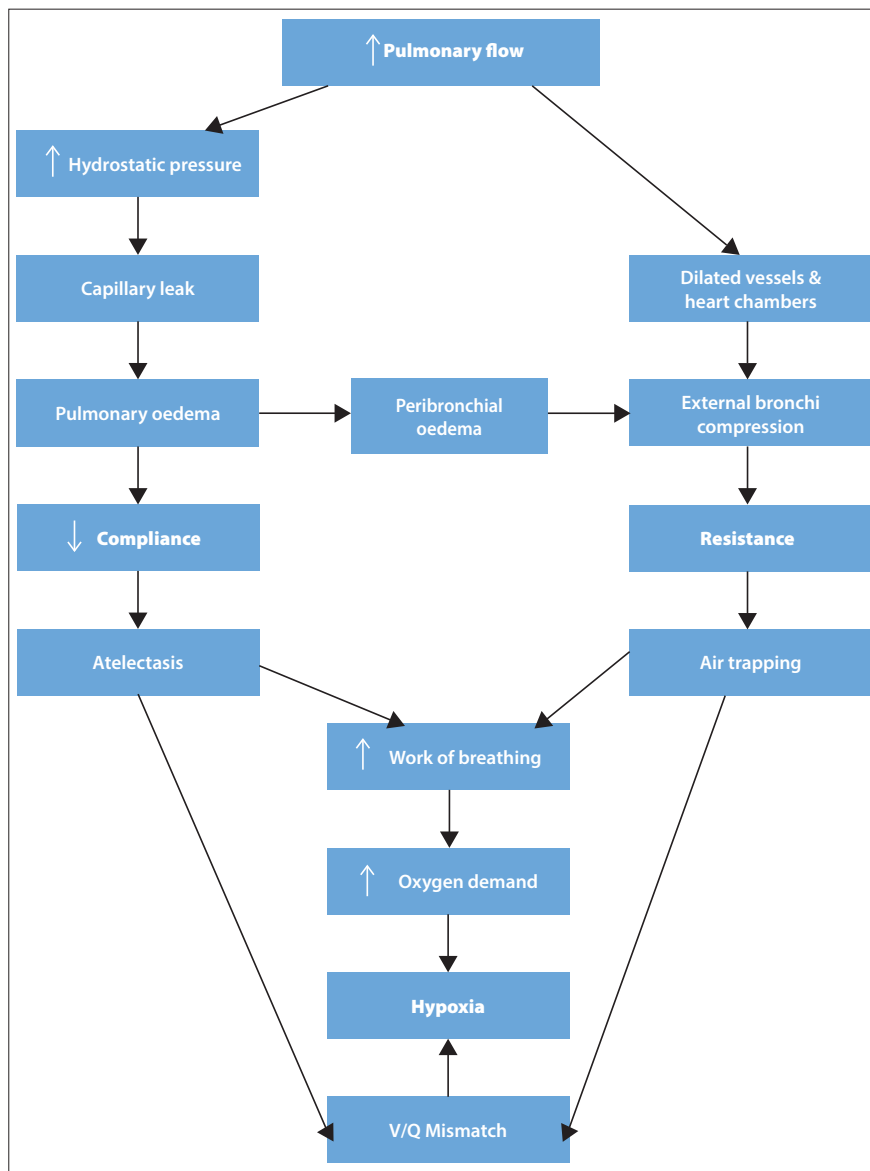 ↑ Pulmonary flow
↑ Hydrostatic pressure
Capillary leak
Dilated vessels &
heart chambers
Pulmonary oedema
Peribronchial
oedema
External bronchi
compression
↓ Compliance
Resistance
Atelectasis
Air trapping
↑ Work of breathing
↑ Oxygen demand
Hypoxia
V/Q Mismatch